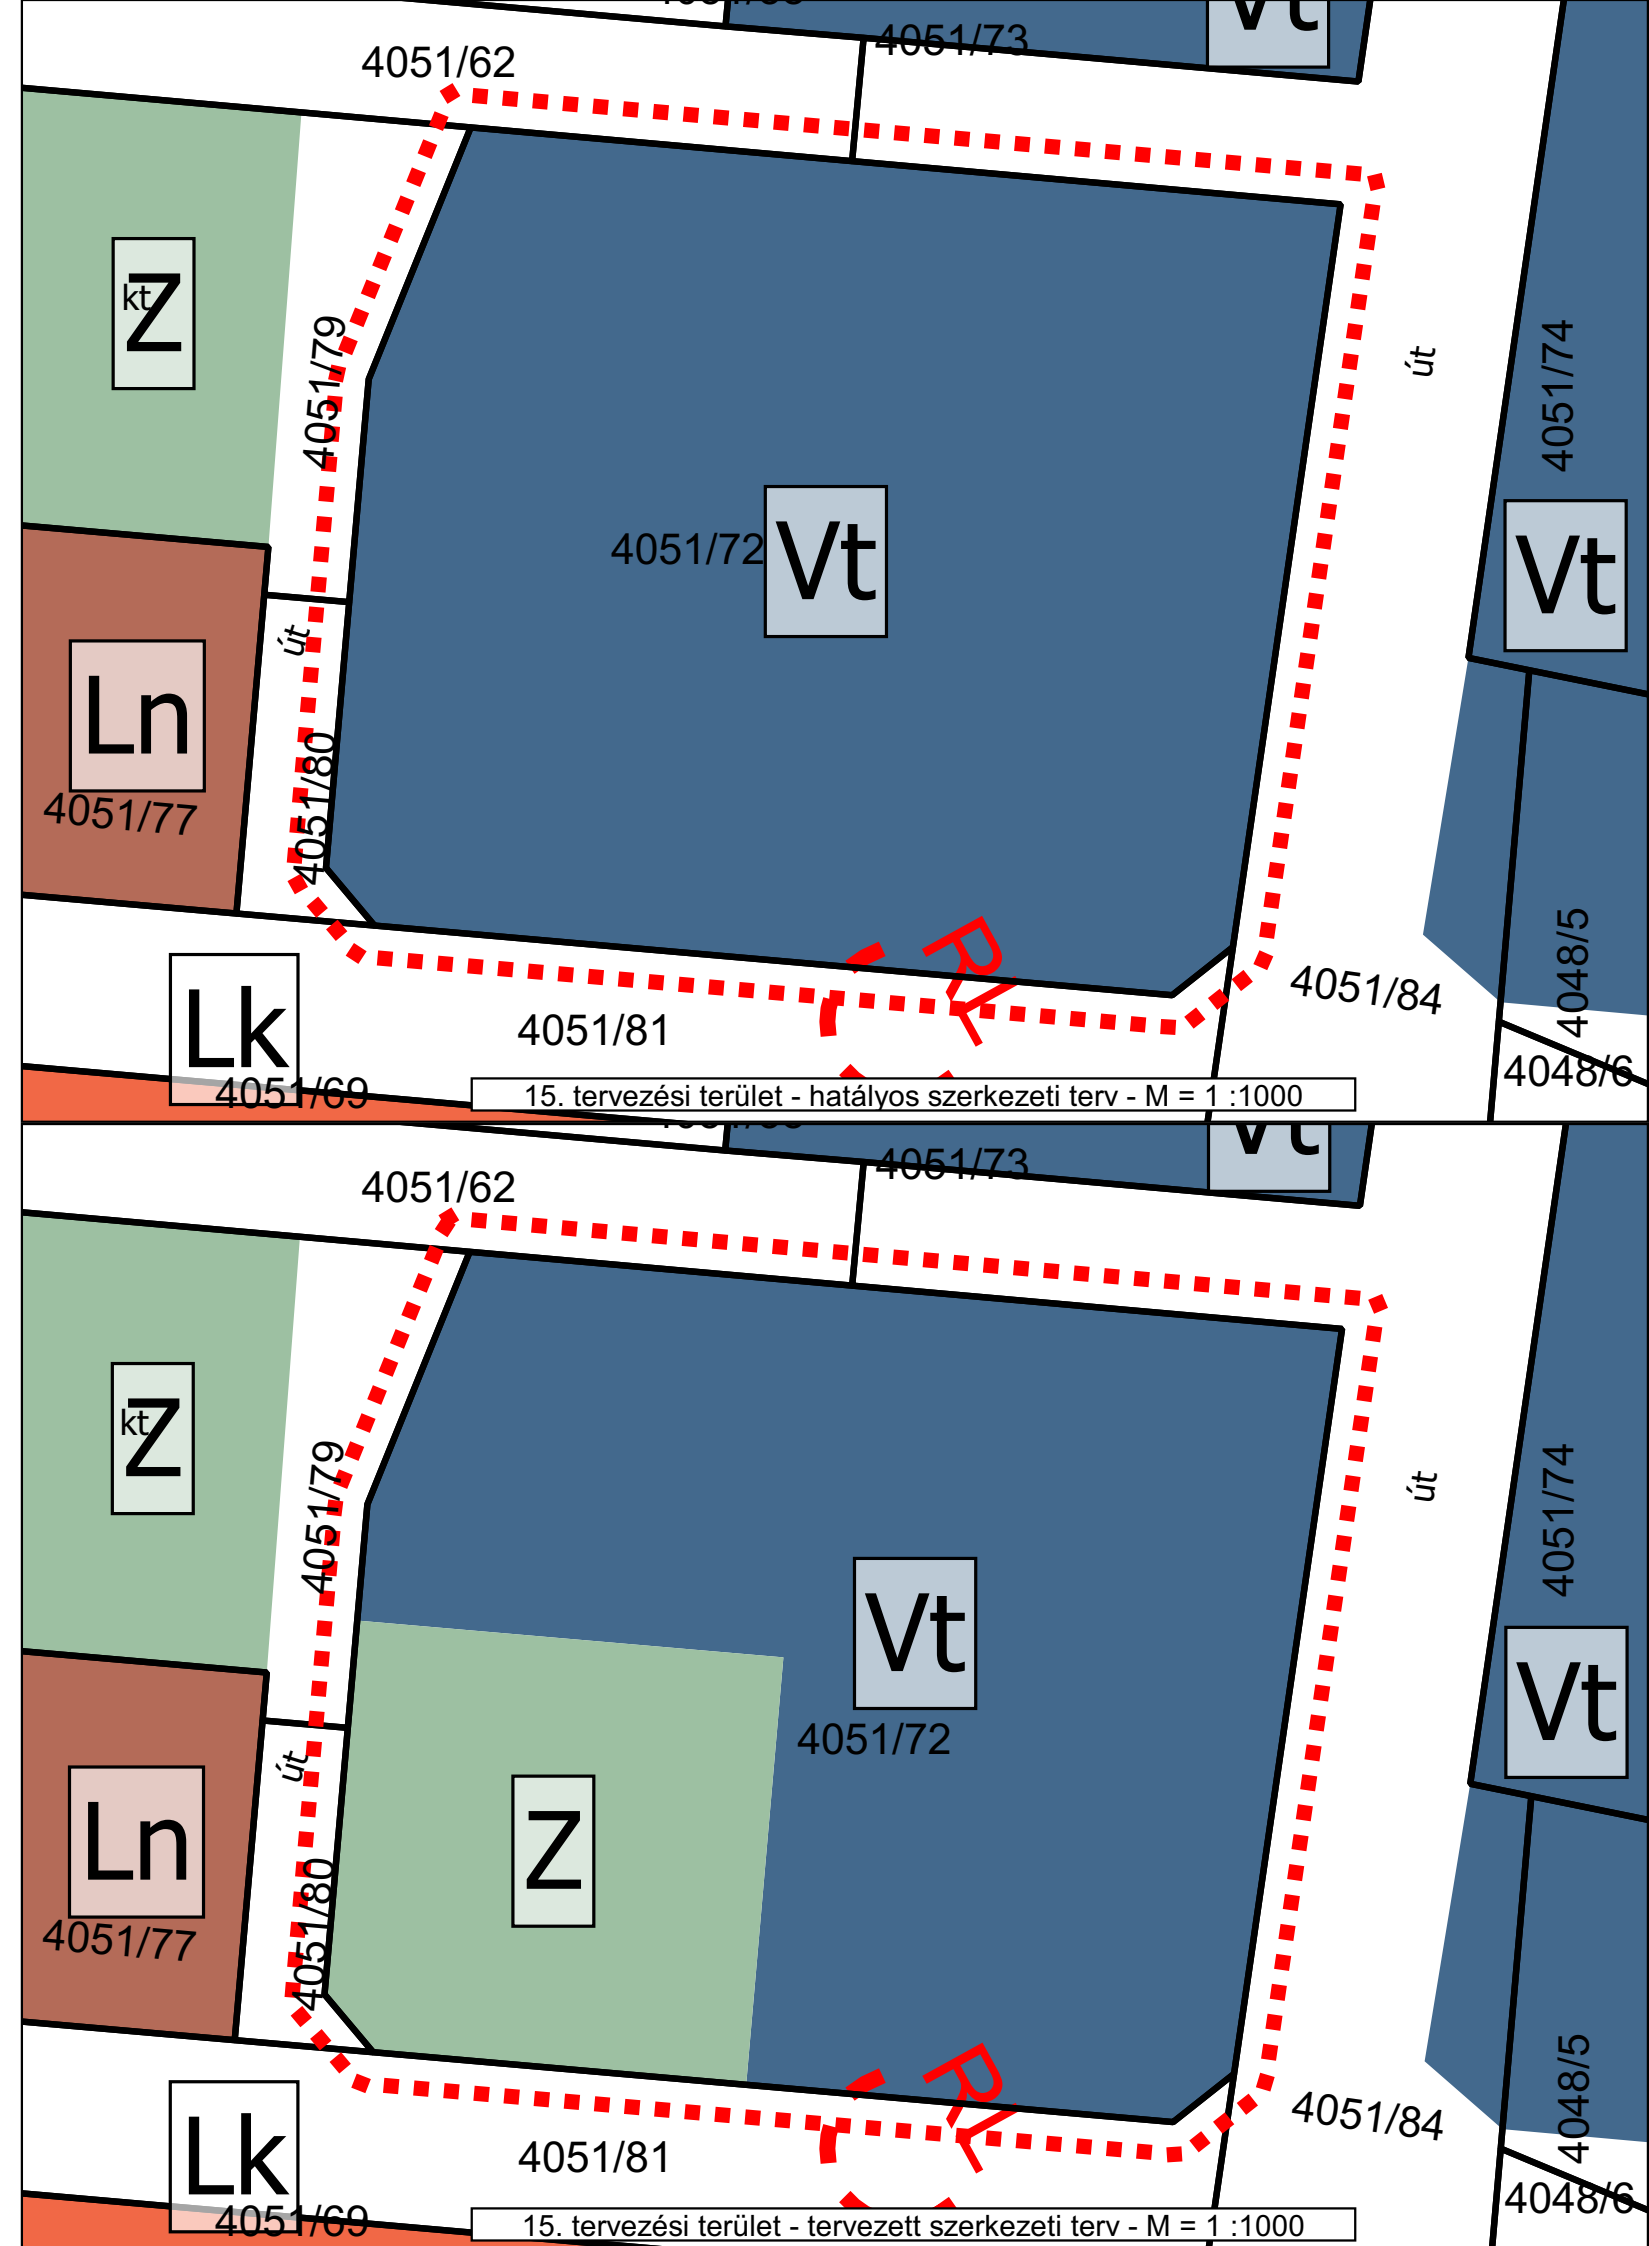 4051/73
Vt
4051/62
kt
Z
4051/79
út
4051/74
4051/72
Vt
Vt
út
Ln
4051/77
4051/80
RV
4051/84
4048/5
Lk
4051/81
4048/6
4051/69
15. tervezési terület - hatályos szerkezeti terv - M = 1 :1000
4051/73
Vt
4051/62
kt
Z
4051/79
út
4051/74
Vt
4051/72
Vt
út
Z
Ln
4051/77
4051/80
RV
4051/84
4048/5
Lk
4051/81
4048/6
4051/69
15. tervezési terület - tervezett szerkezeti terv - M = 1 :1000